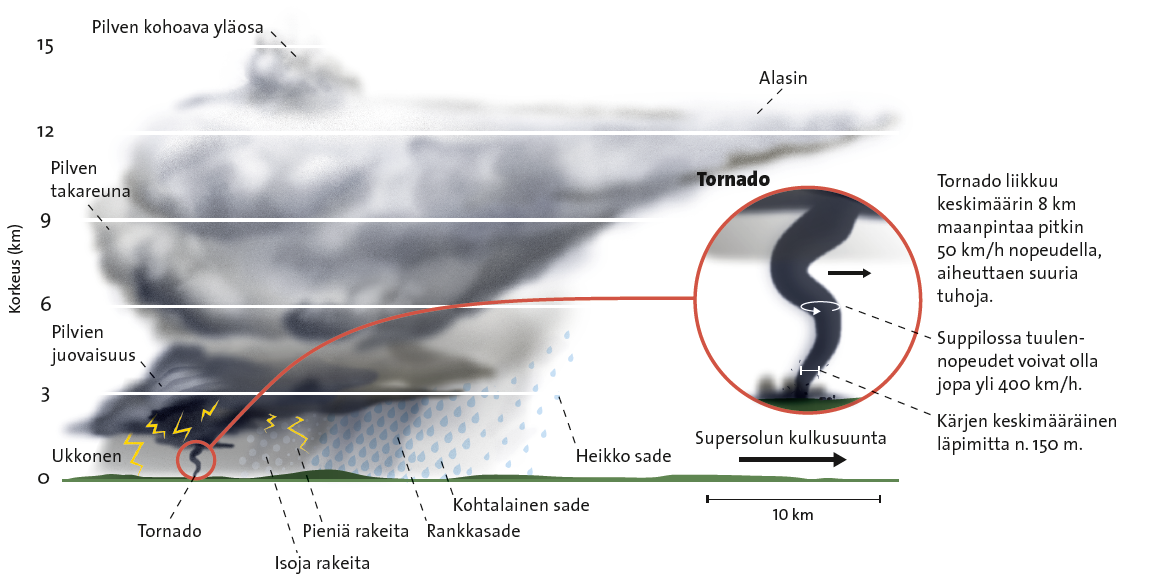 Pilven kohoava yläosa
15
Alasin
12
Pilven
takareuna
Tornado
9
Korkeus (km)
6
Pilvien
juovaisuus
3
Ukkonen
0
Tornado
Isoja rakeita
Pieniä rakeita
Rankkasade
Kohtalainen sade
Heikko sade
Tornado liikkuu
keskimäärin 8 km
maanpintaa pitkin
50 km/h nopeudella,
aiheuttaen suuria
tuhoja.
Suppilossa tuulen-
nopeudet voivat olla
jopa yli 400 km/h.
Kärjen keskimääräinen
läpimitta n. 150 m.
Supersolun kulkusuunta
10 km